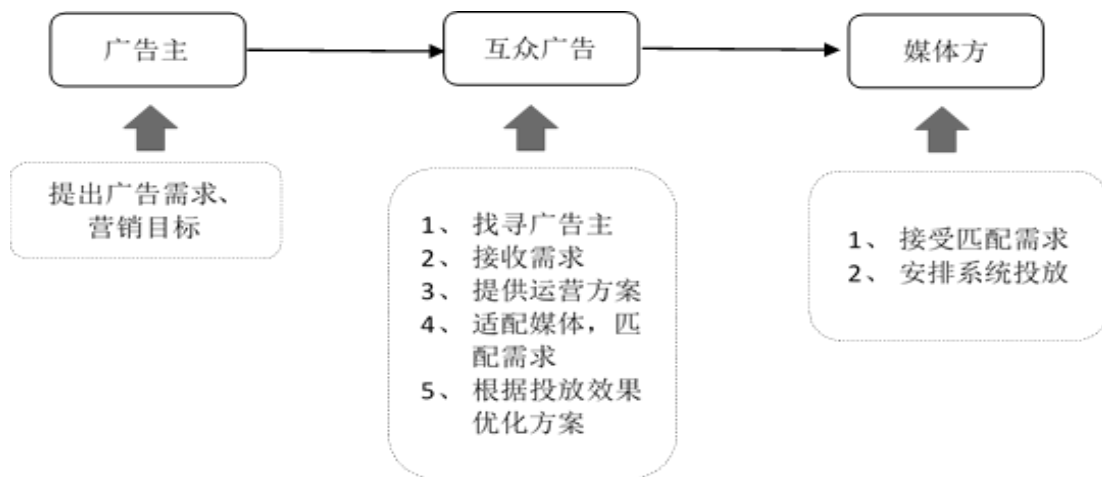 广告主
互众广告
媒体方
提出广告需求、
营销目标
1、 找寻广告主
2、 接收需求
3、 提供运营方案
4、 适配媒体，匹
配需求
5、 根据投放效果
优化方案
1、 接受匹配需求
2、 安排系统投放